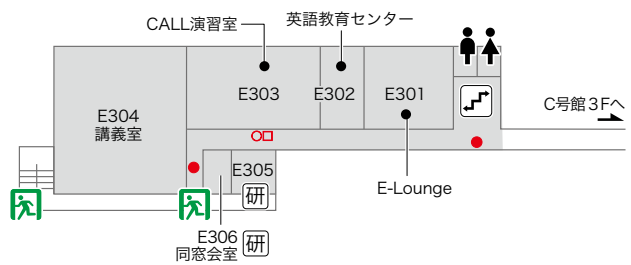 CALL演習室
英語教育センター
E303
E302
E301
E304
講義室
C号館3Fへ
E305
研
E-Lounge
E306
同窓会室
研